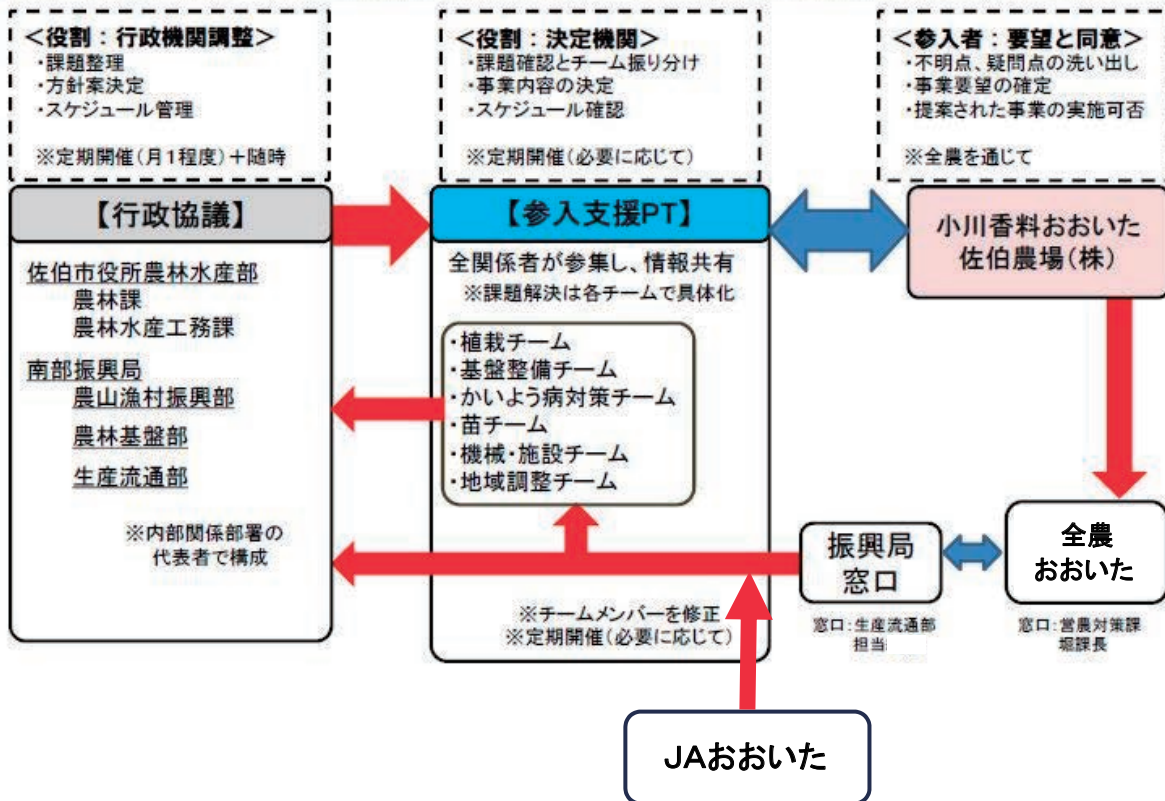 <役割：行政機関調整>
・課題整理
・方針案決定
・スケジュール管理
※定期開催（月1程度）＋随時
【行政協議】
佐伯市役所農林水産部
農林課
農林水産工務課
南部振興局
農山漁村振興部
農林基盤部
生産流通部
※内部関係部署の
代表者で構成
<役割：決定機関>
・課題確認とチーム振り分け
・事業内容の決定
・スケジュール確認
※定期開催（必要に応じて）
【参入支援PT】
全関係者が参集し、情報共有
※課題解決は各チームで具体化
・植栽チーム
・基盤整備チーム
・かいよう病対策チーム
・苗チーム
・機械・施設チーム
・地域調整チーム
※チームメンバーを修正
※定期開催（必要に応じて）
<参入者：要望と同意>
・不明点、疑問点の洗い出し
・事業要望の確定
・提案された事業の実施可否
※全農を通じて
小川香料おおいた
佐伯農場（株）
振興局
窓口
窓口：生産流通部
担当
全農
おおいた
窓口：営農対策課
堀課長
JAおおいた